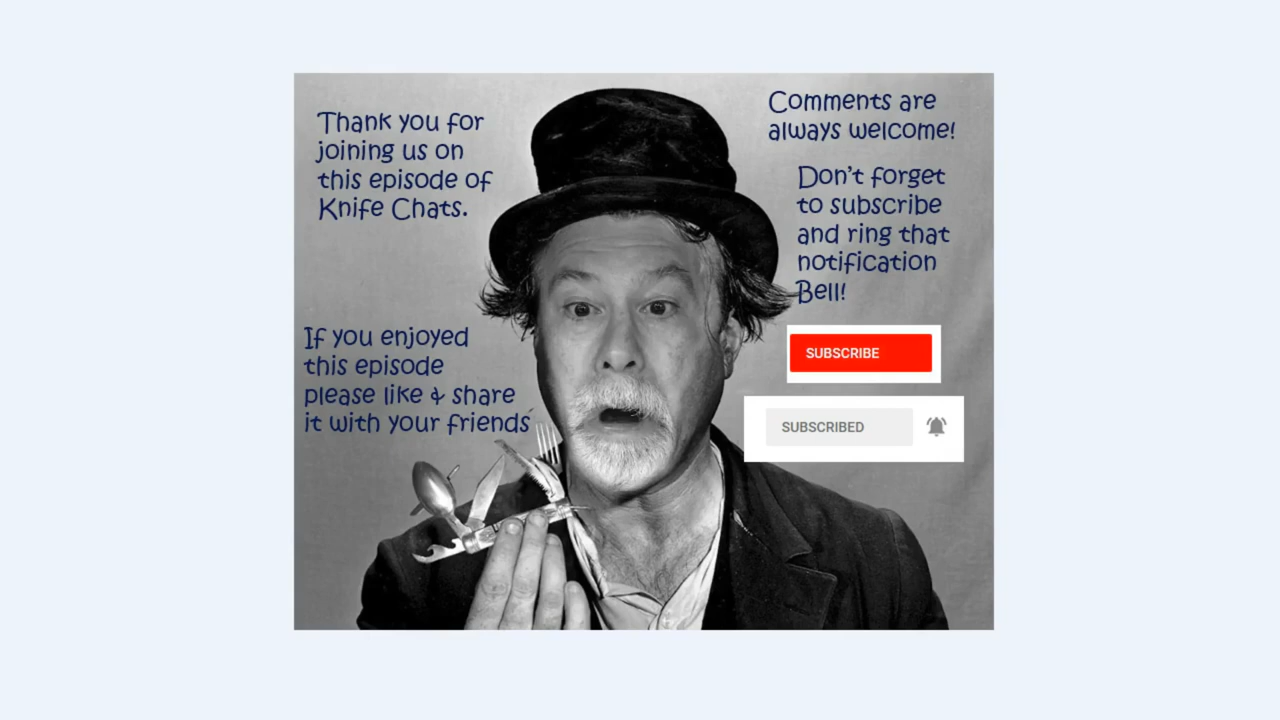 Thank you for
joining us on
this episode of
Knife Chats.
If you enjoyed
this episode
please like & share
it with your friends
Comments are
always welcome!
Don't forget
to subscribe
and ring that
notification
Bell!
SUBSCRIBE
SUBSCRIBED